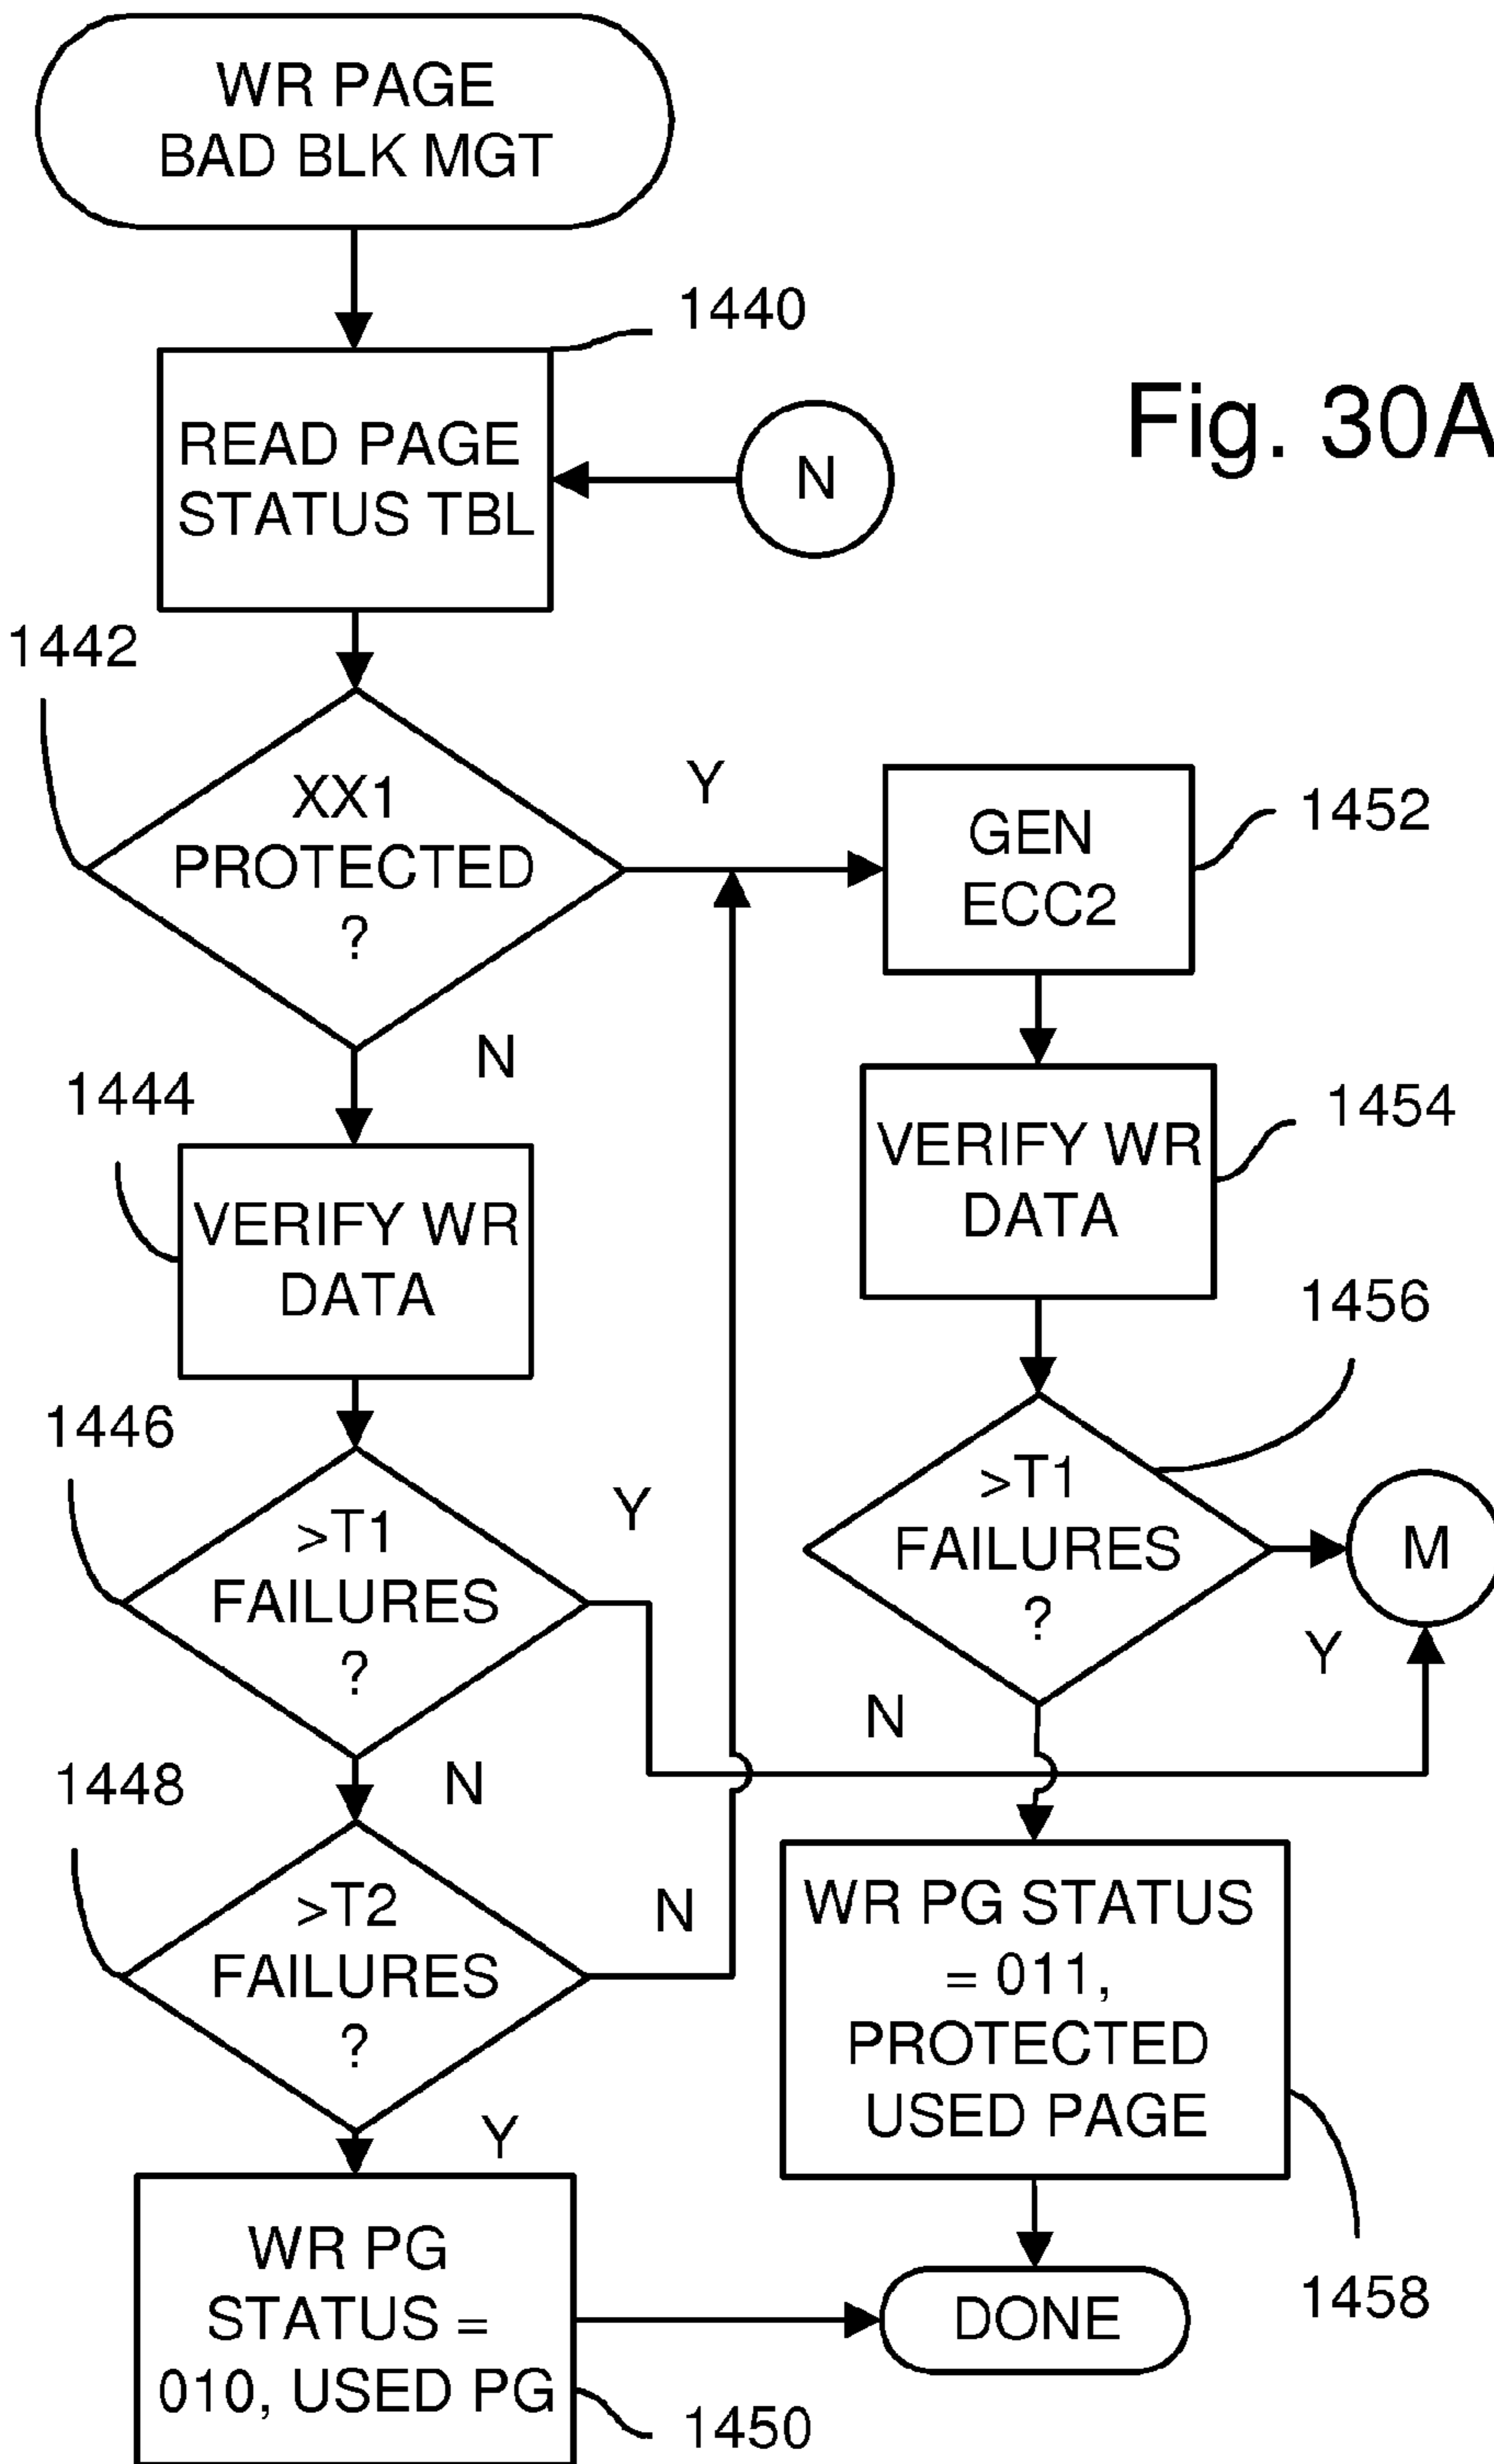 WR PAGE
BAD BLK MGT
1440
Fig. 30A
READ PAGE
STATUS TBL
N
1442
XX1
PROTECTED
?
Y
GEN
ECC2
1452
N
1444
VERIFY WR
DATA
VERIFY WR
DATA
1454
1456
1446
>T1
FAILURES
?
Y
>T1
FAILURES
?
M
Y
N
1448
N
>T2
FAILURES
?
N
WR PG STATUS
= 011,
PROTECTED
USED PAGE
Y
WR PG
STATUS =
010, USED PG
1450
DONE
1458